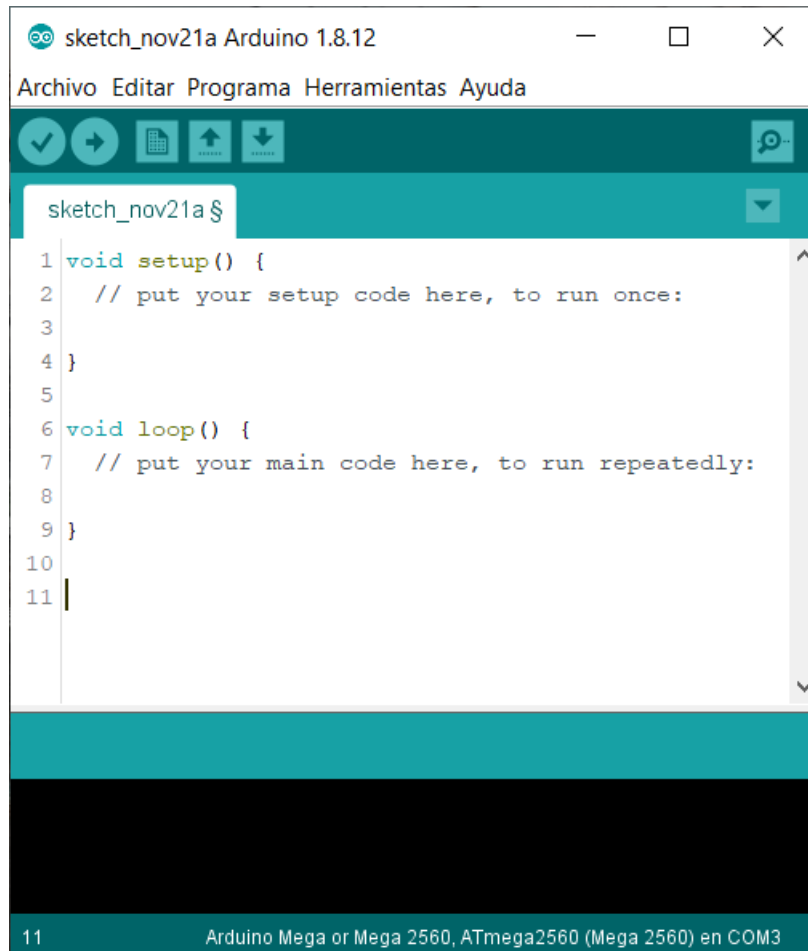 sketch_nov21a Arduino 1.8.12
Archivo Editar Programa Herramientas Ayuda
sketch_nov21a §
1 void setup() {
2   // put your setup code here, to run once:
3
4 }
5
6 void loop() {
7   // put your main code here, to run repeatedly:
8
9 }
10
11
11 Arduino Mega or Mega 2560, ATmega2560 (Mega 2560) en COM3